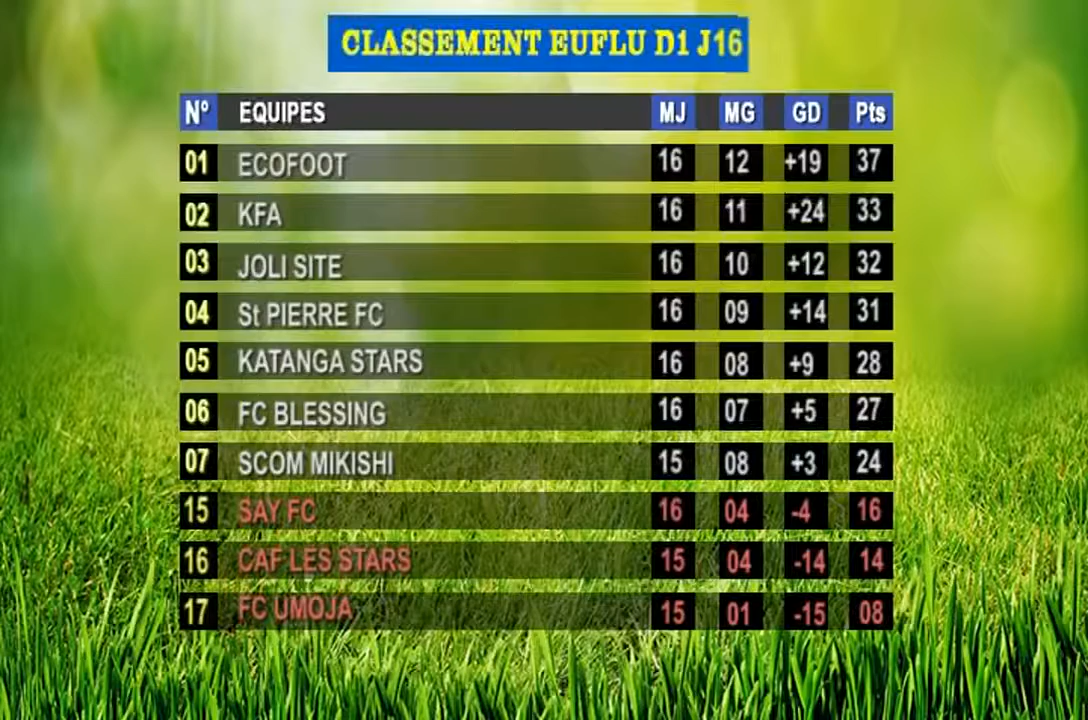 CLASSEMENT EUFLU D1 J16
Nº EQUIPES MJ MG GD Pts
01 ECOFOOT 16 12 +19 37
02 KFA 16 11 +24 33
03 JOLI SITE 16 10 +12 32
04 St PIERRE FC 16 09 +14 31
05 KATANGA STARS 16 08 +9 28
06 FC BLESSING 16 07 +5 27
07 SCOM MIKISHI 15 08 +3 24
15 SAY FC 16 04 -4 16
16 CAF LES STARS 15 04 -14 14
17 FC UMOJA 15 01 -15 08